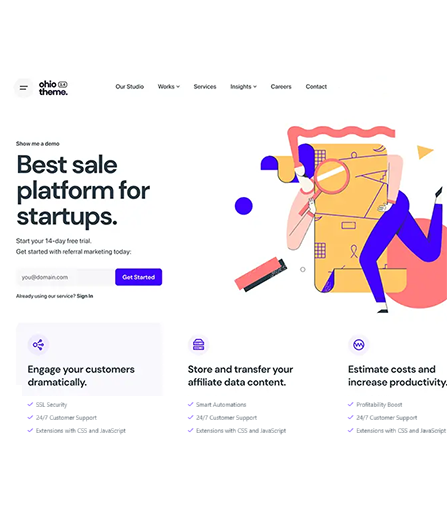 ohio
theme.
Our Studio Works Services Insights Careers Contact
Show me a demo
Best sale
platform for
startups.
Start your 14-day free trial.
Get started with referral marketing today:
you@domain.com Get Started
Already using our service? Sign In
Engage your customers
dramatically.
SSL Security
24/7 Customer Support
Extensions with CSS and JavaScript
Store and transfer your
affiliate data content.
Smart Automations
24/7 Customer Support
Extensions with CSS and JavaScript
Estimate costs and
increase productivity.
Profitability Boost
24/7 Customer Support
Extensions with CSS and JavaScript